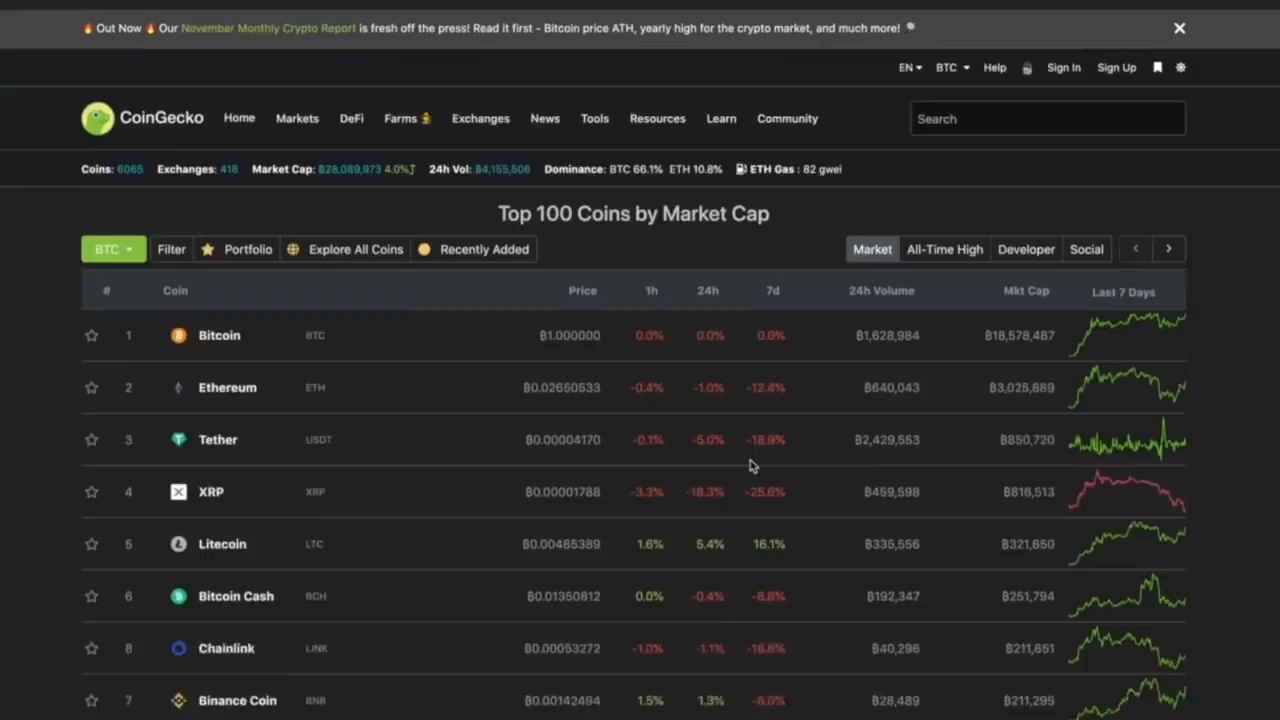 🔥 Out Now 🔥 Our November Monthly Crypto Report is fresh off the press! Read it first - Bitcoin price ATH, yearly high for the crypto market, and much more!
EN BTC Help Sign In Sign Up
CoinGecko Home Markets DeFi Farms Exchanges News Tools Resources Learn Community Search
Coins: 6065 Exchanges: 418 Market Cap: ₿28,089,973 4.0% 24h Vol: ₿4,155,506 Dominance: BTC 66.1% ETH 10.8% ETH Gas : 82 gwei
Top 100 Coins by Market Cap
BTC Filter Portfolio Explore All Coins Recently Added Market All-Time High Developer Social < >
# Coin Price 1h 24h 7d 24h Volume Mkt Cap Last 7 Days
1 Bitcoin BTC ₿1.000000 0.0% 0.0% 0.0% ₿1,628,984 ₿18,578,487
2 Ethereum ETH ₿0.02650533 -0.4% -1.0% -12.4% ₿640,043 ₿3,025,889
3 Tether USDT ₿0.00004170 -0.1% -5.0% -18.9% ₿2,429,553 ₿850,720
4 XRP XRP ₿0.00001788 -3.3% -18.3% -25.6% ₿459,598 ₿816,513
5 Litecoin LTC ₿0.00485389 1.6% 5.4% 16.1% ₿335,556 ₿321,650
6 Bitcoin Cash BCH ₿0.01350812 0.0% -0.4% -8.8% ₿192,347 ₿251,794
8 Chainlink LINK ₿0.00053272 -1.0% -1.1% -16.6% ₿40,296 ₿211,651
7 Binance Coin BNB ₿0.00142494 1.5% 1.3% -6.0% ₿28,489 ₿211,295